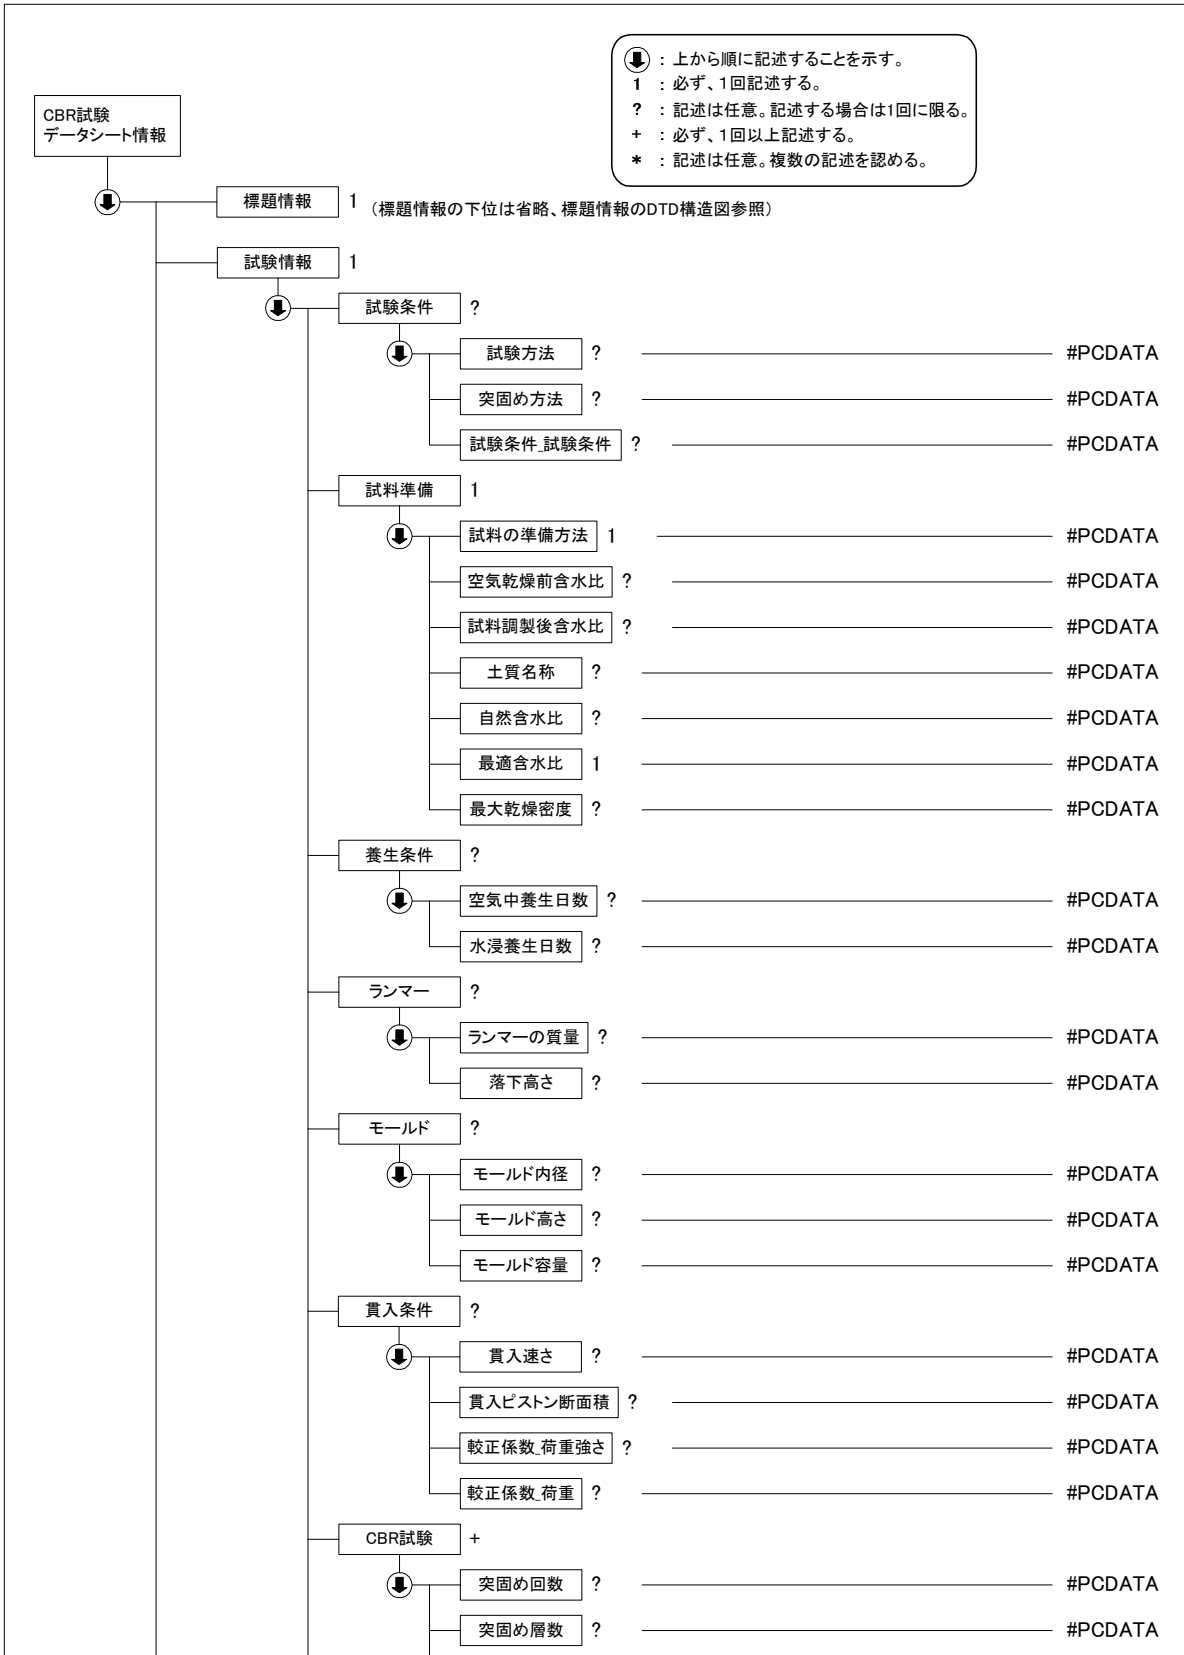 ：上から順に記述することを示す。
1 ：必ず、1回記述する。
? ：記述は任意。記述する場合は1回に限る。
+ ：必ず、1回以上記述する。
* ：記述は任意。複数の記述を認める。
CBR試験
データシート情報
標題情報 1 （標題情報の下位は省略、標題情報のDTD構造図参照）
試験情報 1
試験条件 ?
試験方法 ? #PCDATA
突固め方法 ? #PCDATA
試験条件_試験条件 ? #PCDATA
試料準備 1
試料の準備方法 1 #PCDATA
空気乾燥前含水比 ? #PCDATA
試料調製後含水比 ? #PCDATA
土質名称 ? #PCDATA
自然含水比 ? #PCDATA
最適含水比 1 #PCDATA
最大乾燥密度 ? #PCDATA
養生条件 ?
空気中養生日数 ? #PCDATA
水浸養生日数 ? #PCDATA
ランマー ?
ランマーの質量 ? #PCDATA
落下高さ ? #PCDATA
モールド ?
モールド内径 ? #PCDATA
モールド高さ ? #PCDATA
モールド容量 ? #PCDATA
貫入条件 ?
貫入速さ ? #PCDATA
貫入ピストン断面積 ? #PCDATA
較正係数_荷重強さ ? #PCDATA
較正係数_荷重 ? #PCDATA
CBR試験 +
突固め回数 ? #PCDATA
突固め層数 ? #PCDATA